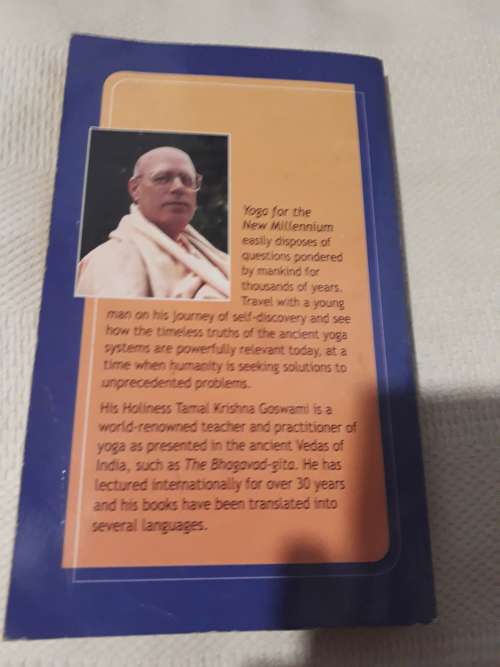 Yoga for the
New Millennium
easily disposes of
questions pondered
by mankind for
thousands of years.
Travel with a young
man on his journey of self-discovery and see
how the timeless truths of the ancient yoga
systems are powerfully relevant today, at a
time when humanity is seeking solutions to
unprecedented problems.
His Holiness Tamal Krishna Goswami is a
world-renowned teacher and practitioner of
yoga as presented in the ancient Vedas of
India, such as The Bhagavad-gita. He has
lectured internationally for over 30 years
and his books have been translated into
several languages.